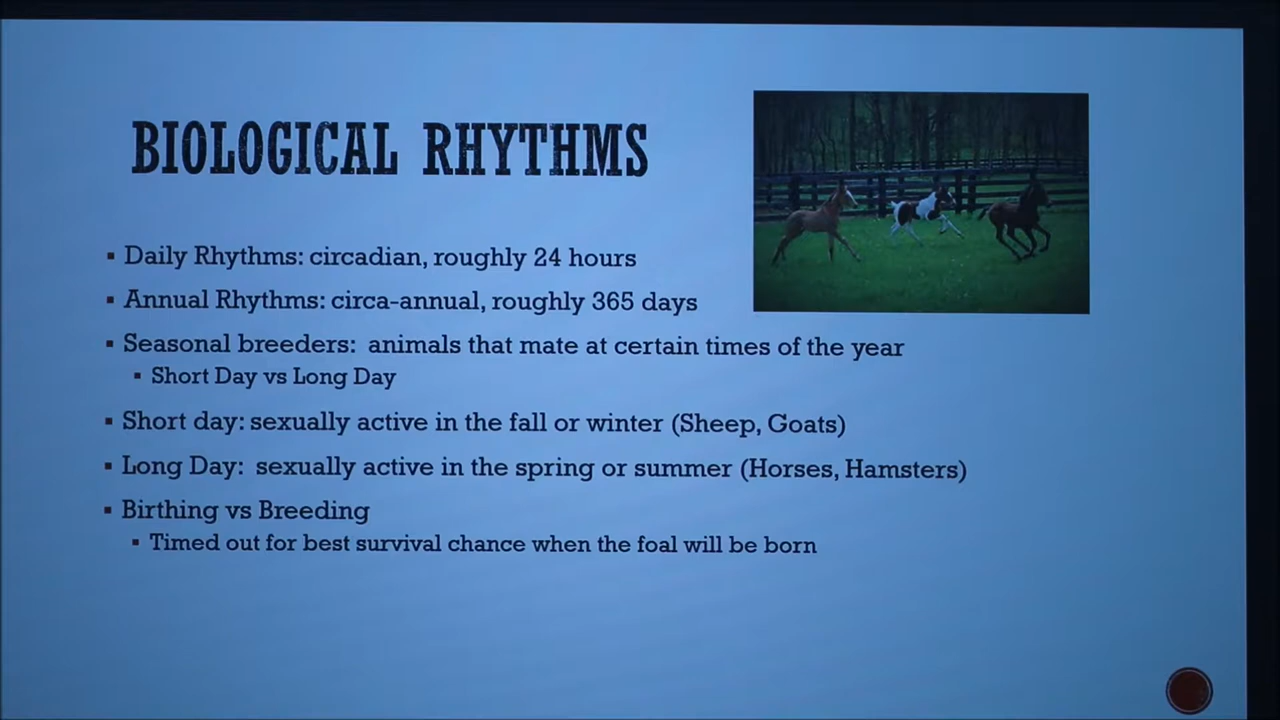 BIOLOGICAL RHYTHMS
▪ Daily Rhythms: circadian, roughly 24 hours
▪ Annual Rhythms: circa-annual, roughly 365 days
▪ Seasonal breeders: animals that mate at certain times of the year
▪ Short Day vs Long Day
▪ Short day: sexually active in the fall or winter (Sheep, Goats)
▪ Long Day: sexually active in the spring or summer (Horses, Hamsters)
▪ Birthing vs Breeding
▪ Timed out for best survival chance when the foal will be born